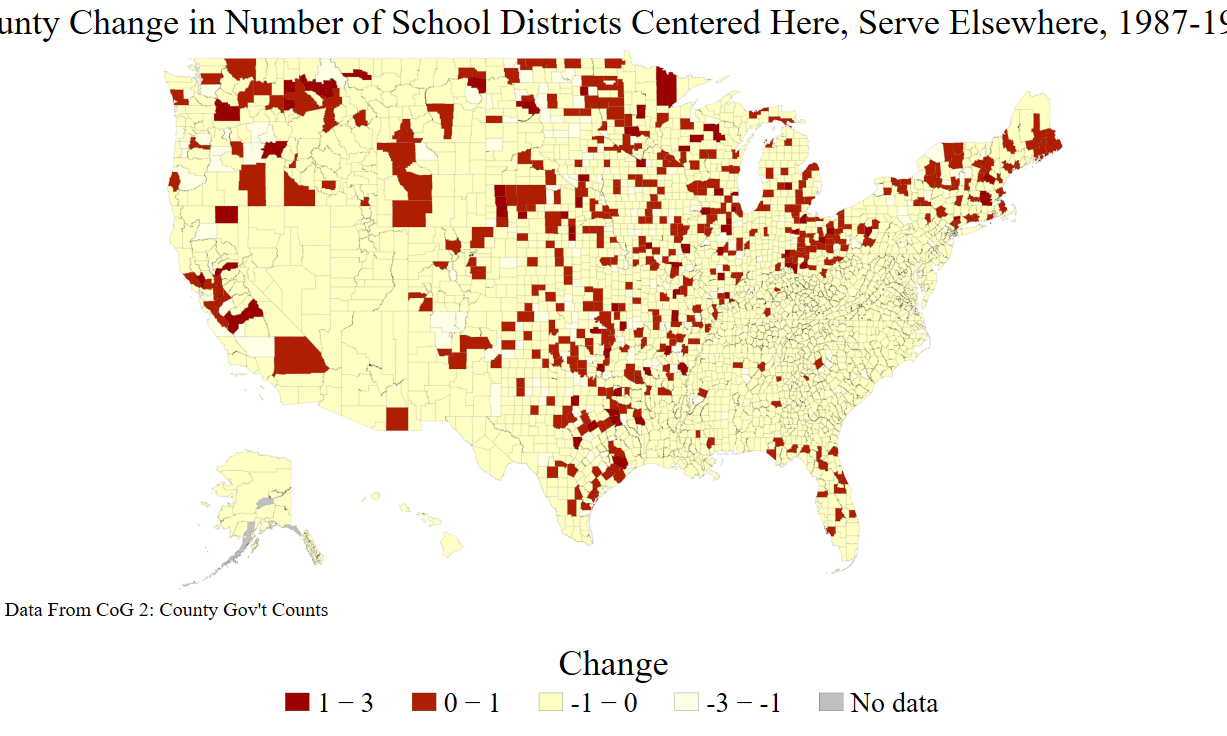 unty Change in Number of School Districts Centered Here, Serve Elsewhere, 1987-19
Data From CoG 2: County Gov't Counts
Change
1 − 3
0 − 1
-1 − 0
-3 − -1
No data